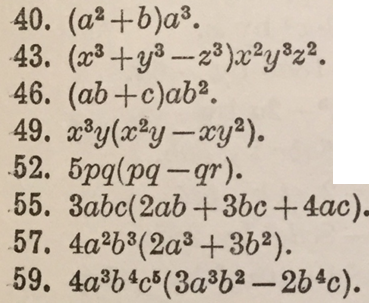 40. (a²+b)a³.
43. (x³+y³−z³)x²y³z².
46. (ab+c)ab².
49. x³y(x²y−xy²).
52. 5pq(pq−qr).
55. 3abc(2ab+3bc+4ac).
57. 4a²b³(2a³+3b²).
59. 4a³b⁴c⁵(3a³b²−2b⁴c).